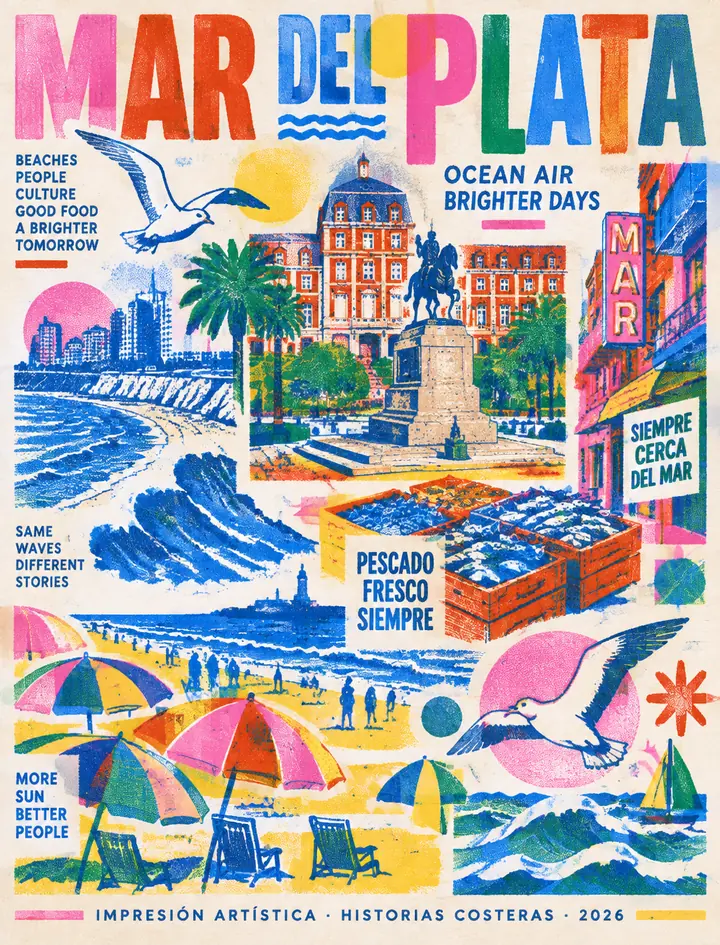 MAR DEL PLATA
BEACHES
PEOPLE
CULTURE
GOOD FOOD
A BRIGHTER
TOMORROW
OCEAN AIR
BRIGHTER DAYS
MAR
SIEMPRE
CERCA
DEL MAR
SAME
WAVES
DIFFERENT
STORIES
PESCADO
FRESCO
SIEMPRE
MORE
SUN
BETTER
PEOPLE
IMPRESIÓN ARTÍSTICA · HISTORIAS COSTERAS · 2026